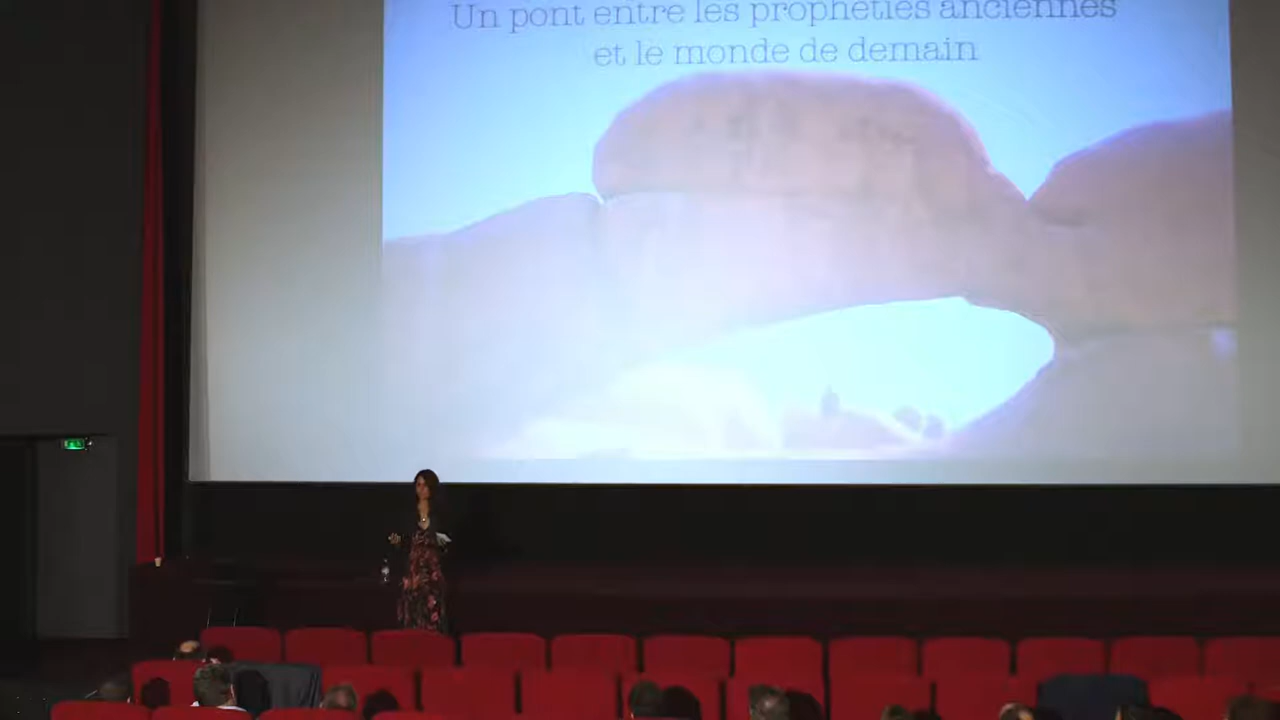 Un pont entre les prophéties anciennes
et le monde de demain